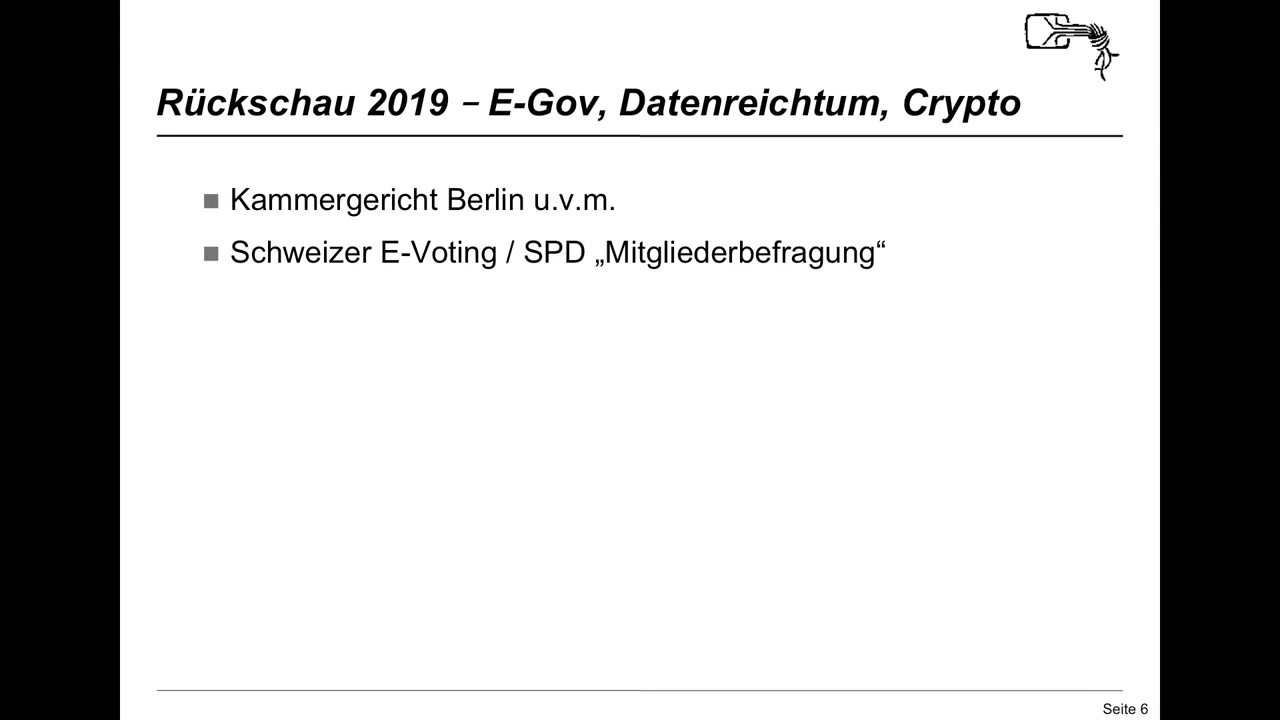 Rückschau 2019 – E-Gov, Datenreichtum, Crypto
Kammergericht Berlin u.v.m.
Schweizer E-Voting / SPD „Mitgliederbefragung“
Seite 6